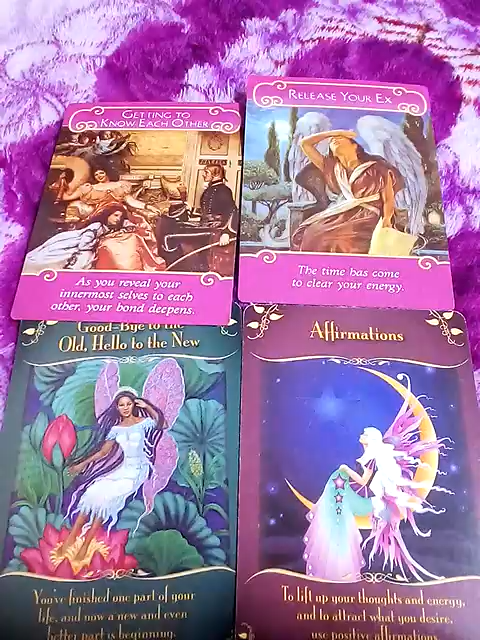 GETTING TO
KNOW EACH OTHER
As you reveal your
innermost selves to each
other, your bond deepens.
RELEASE YOUR EX
The time has come
to clear your energy.
Good-Bye to the
Old, Hello to the New
You've finished one part of your
life, and now a new and even
better part is beginning.
Affirmations
To lift up your thoughts and energy,
and to attract what you desire,
use positive affirmations.